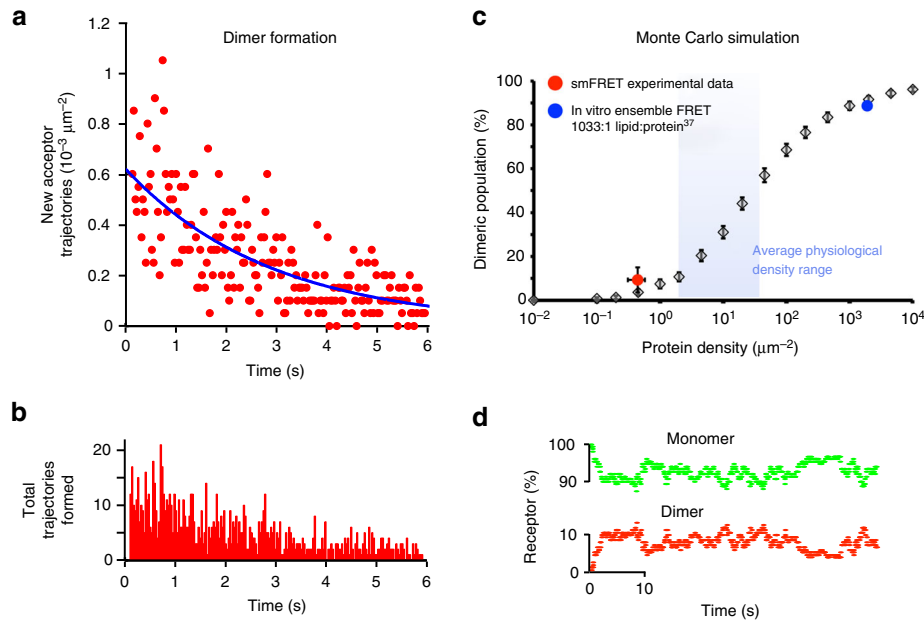 a
Dimer formation
New acceptor
trajectories (10⁻³ μm⁻²)
1.2
1
0.8
0.6
0.4
0.2
0
0 1 2 3 4 5 6
Time (s)
b
Total
trajectories
formed
20
10
0
0 1 2 3 4 5 6
Time (s)
c
Monte Carlo simulation
Dimeric population (%)
100
80
60
40
20
0
smFRET experimental data
In vitro ensemble FRET
1033:1 lipid:protein³⁷
Average physiological
density range
10⁻² 10⁻¹ 10⁰ 10¹ 10² 10³ 10⁴
Protein density (μm⁻²)
d
Receptor (%)
Monomer
100
90
Dimer
10
0
0 10
Time (s)